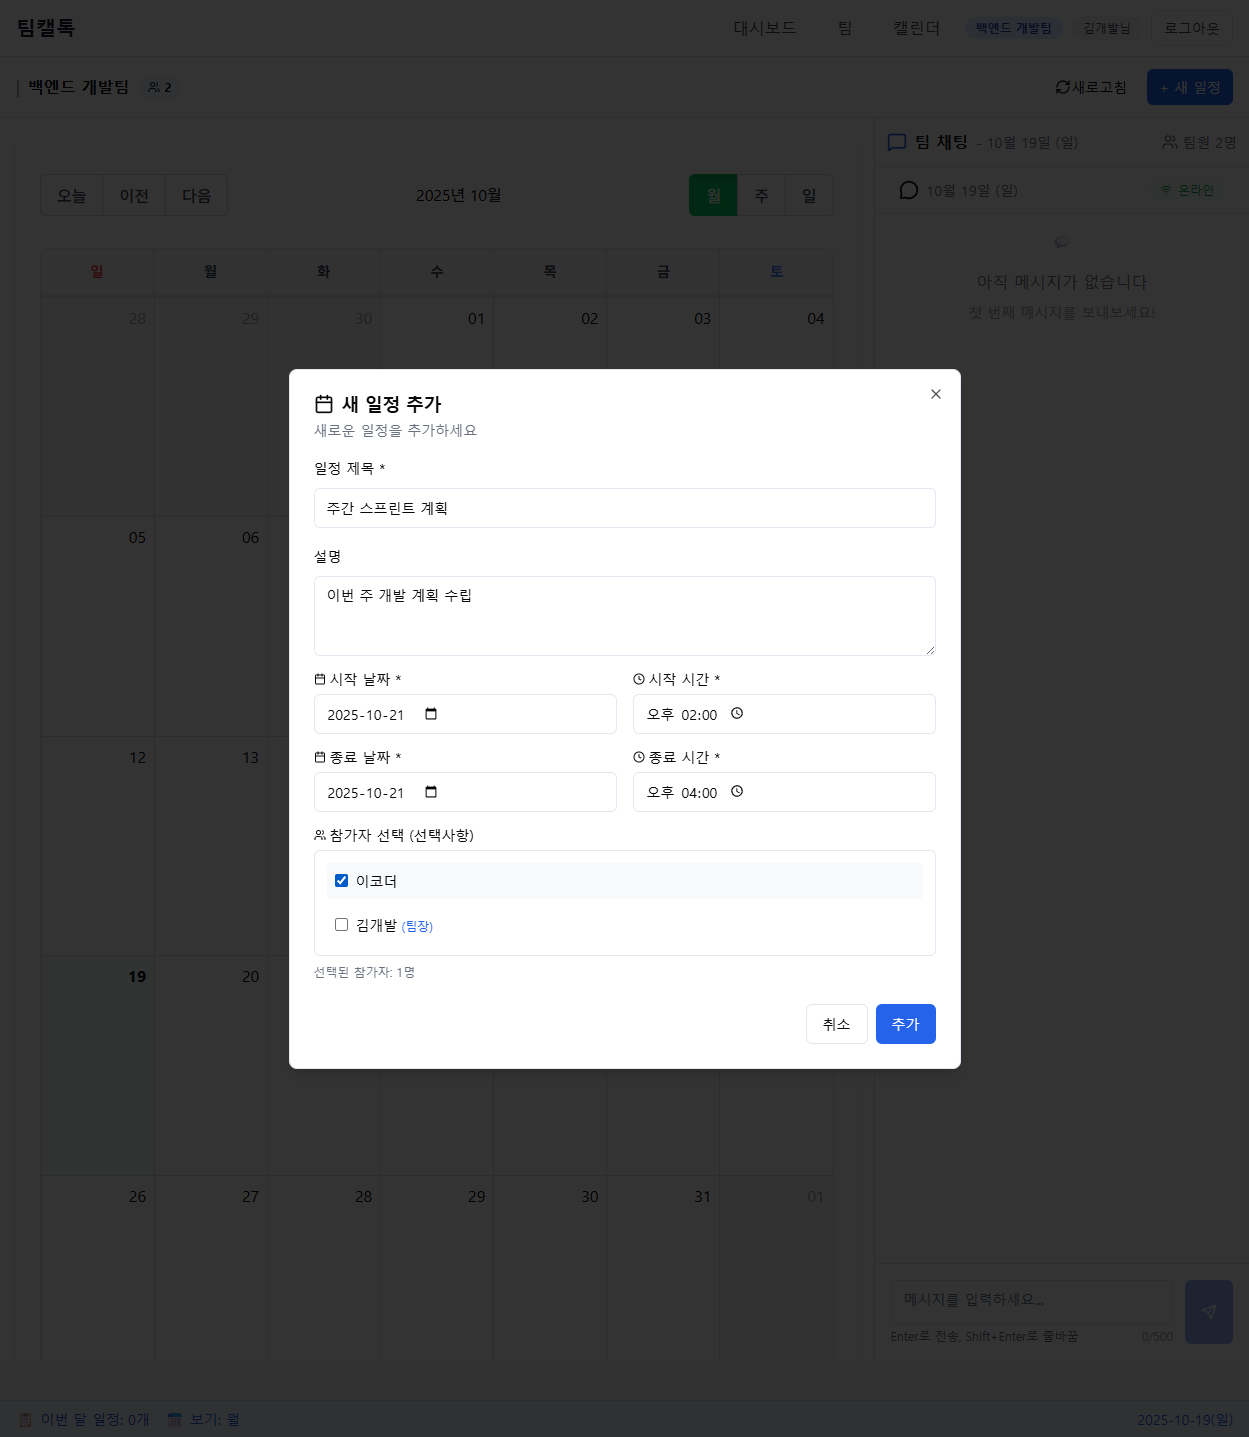 팀캘톡
대시보드 팀 캘린더 백엔드 개발팀 김개발님 로그아웃
백엔드 개발팀 2 새로고침 + 새 일정
팀 채팅 - 10월 19일 (일) 팀원 2명
오늘 이전 다음 2025년 10월 월 주 일
10월 19일 (일) 온라인
일 월 화 수 목 금 토
아직 메시지가 없습니다
첫 번째 메시지를 보내보세요!
28 29 30 01 02 03 04
새 일정 추가
새로운 일정을 추가하세요
일정 제목 *
주간 스프린트 계획
05 06
설명
이번 주 개발 계획 수립
시작 날짜 * 시작 시간 *
2025-10-21 오후 02:00
12 13
종료 날짜 * 종료 시간 *
2025-10-21 오후 04:00
참가자 선택 (선택사항)
이코더
김개발 (팀장)
선택된 참가자: 1명
19 20
취소 추가
26 27 28 29 30 31 01
메시지를 입력하세요...
Enter로 전송, Shift+Enter로 줄바꿈 0/500
이번 달 일정: 0개 보기: 월 2025-10-19(일)